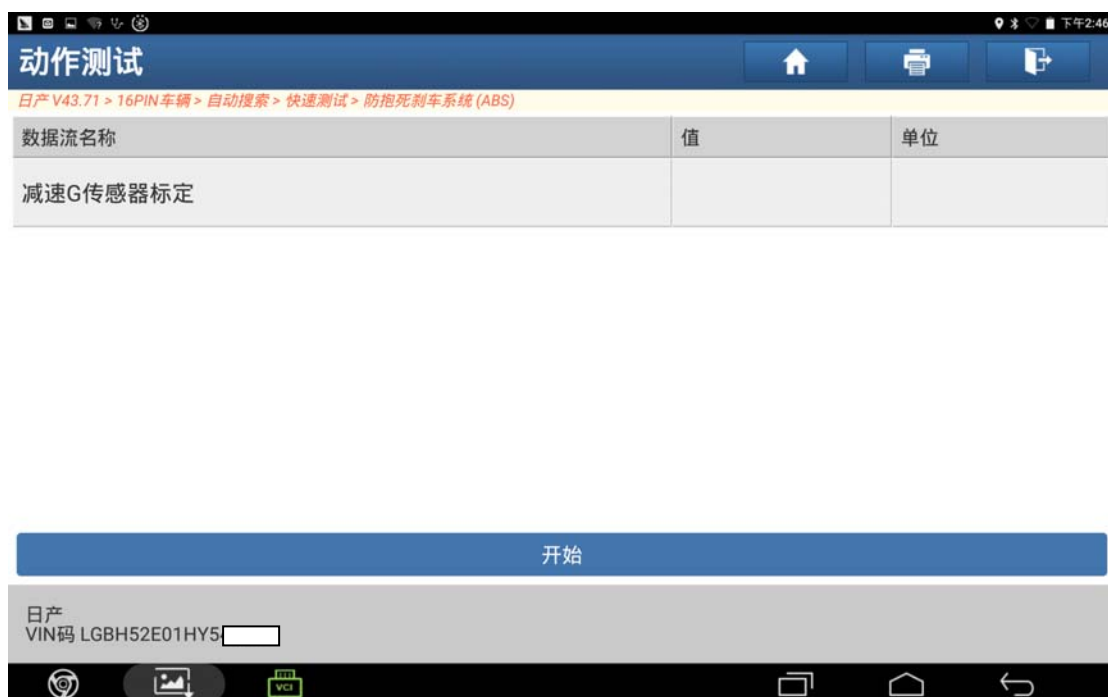 下午2:46
动作测试
日产 V43.71 > 16PIN车辆 > 自动搜索 > 快速测试 > 防抱死刹车系统 (ABS)
数据流名称 值 单位
减速G传感器标定
开始
日产
VIN码 LGBH52E01HY5
VCI